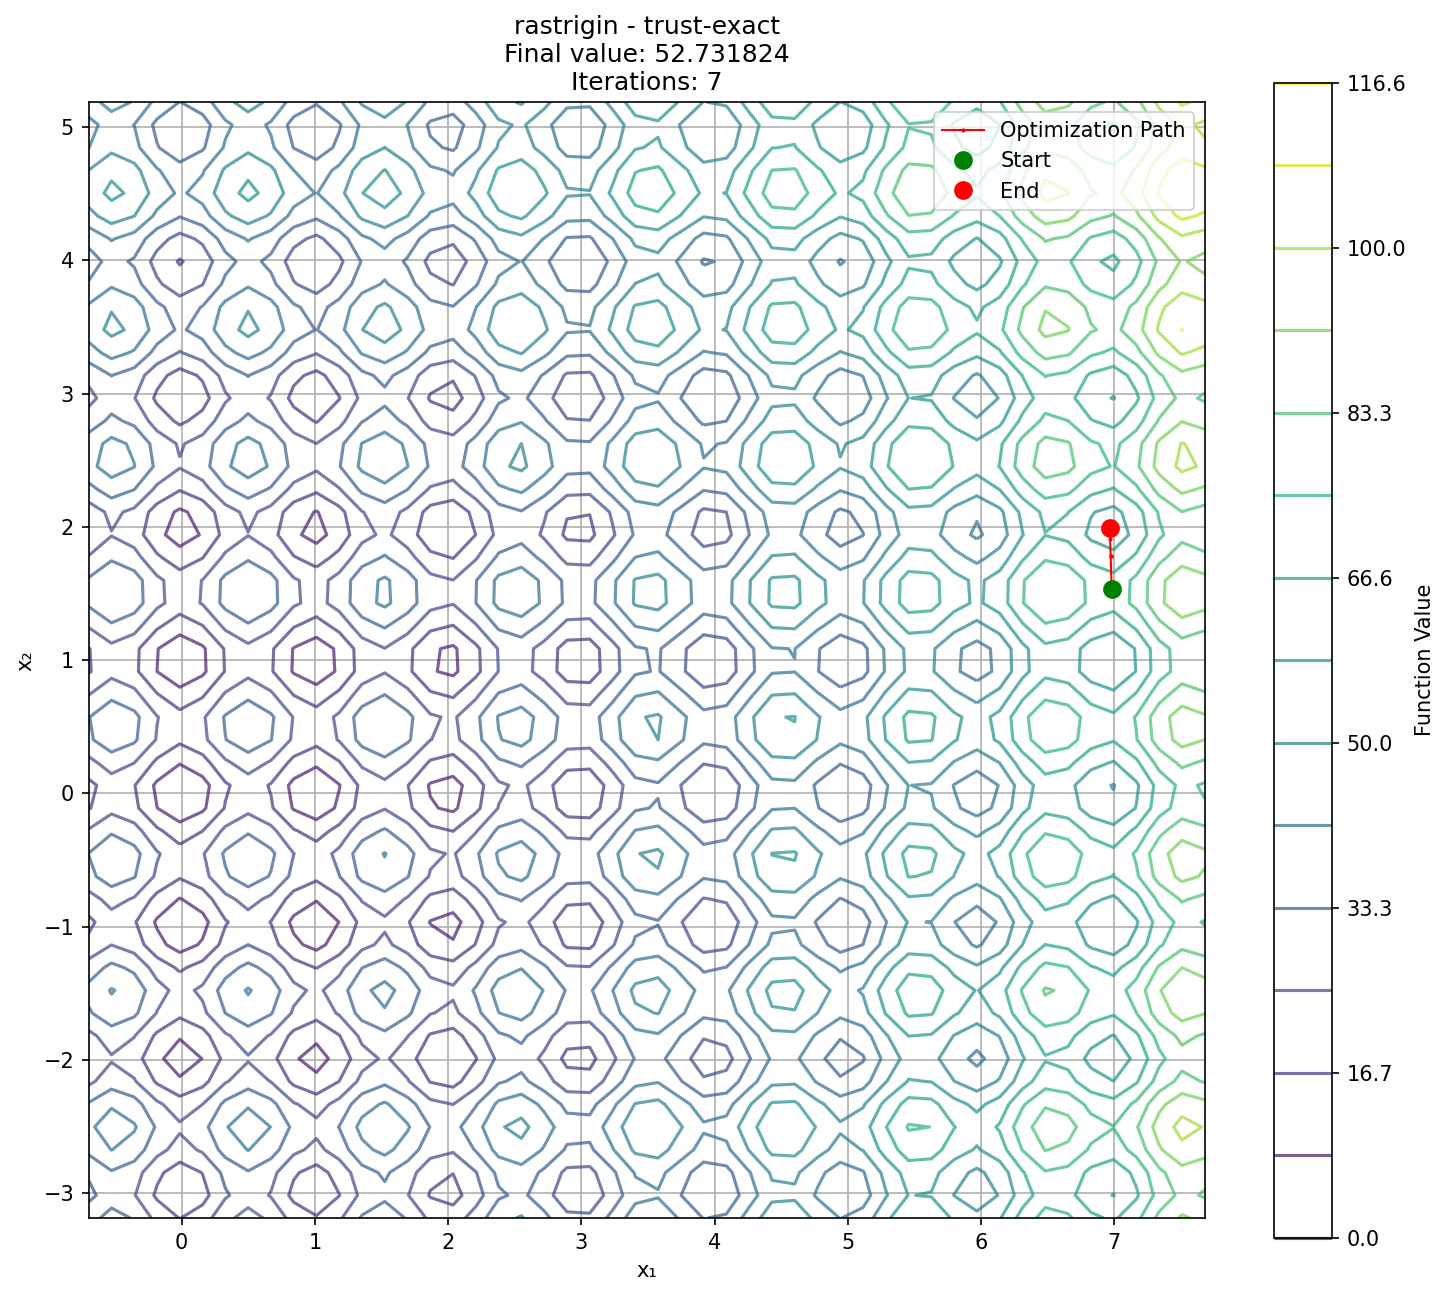 rastrigin - trust-exact
Final value: 52.731824
Iterations: 7
Optimization Path
Start
End
5
4
3
2
1
0
−1
−2
−3
x₂
0
1
2
3
4
5
6
7
x₁
116.6
100.0
83.3
66.6
50.0
33.3
16.7
0.0
Function Value